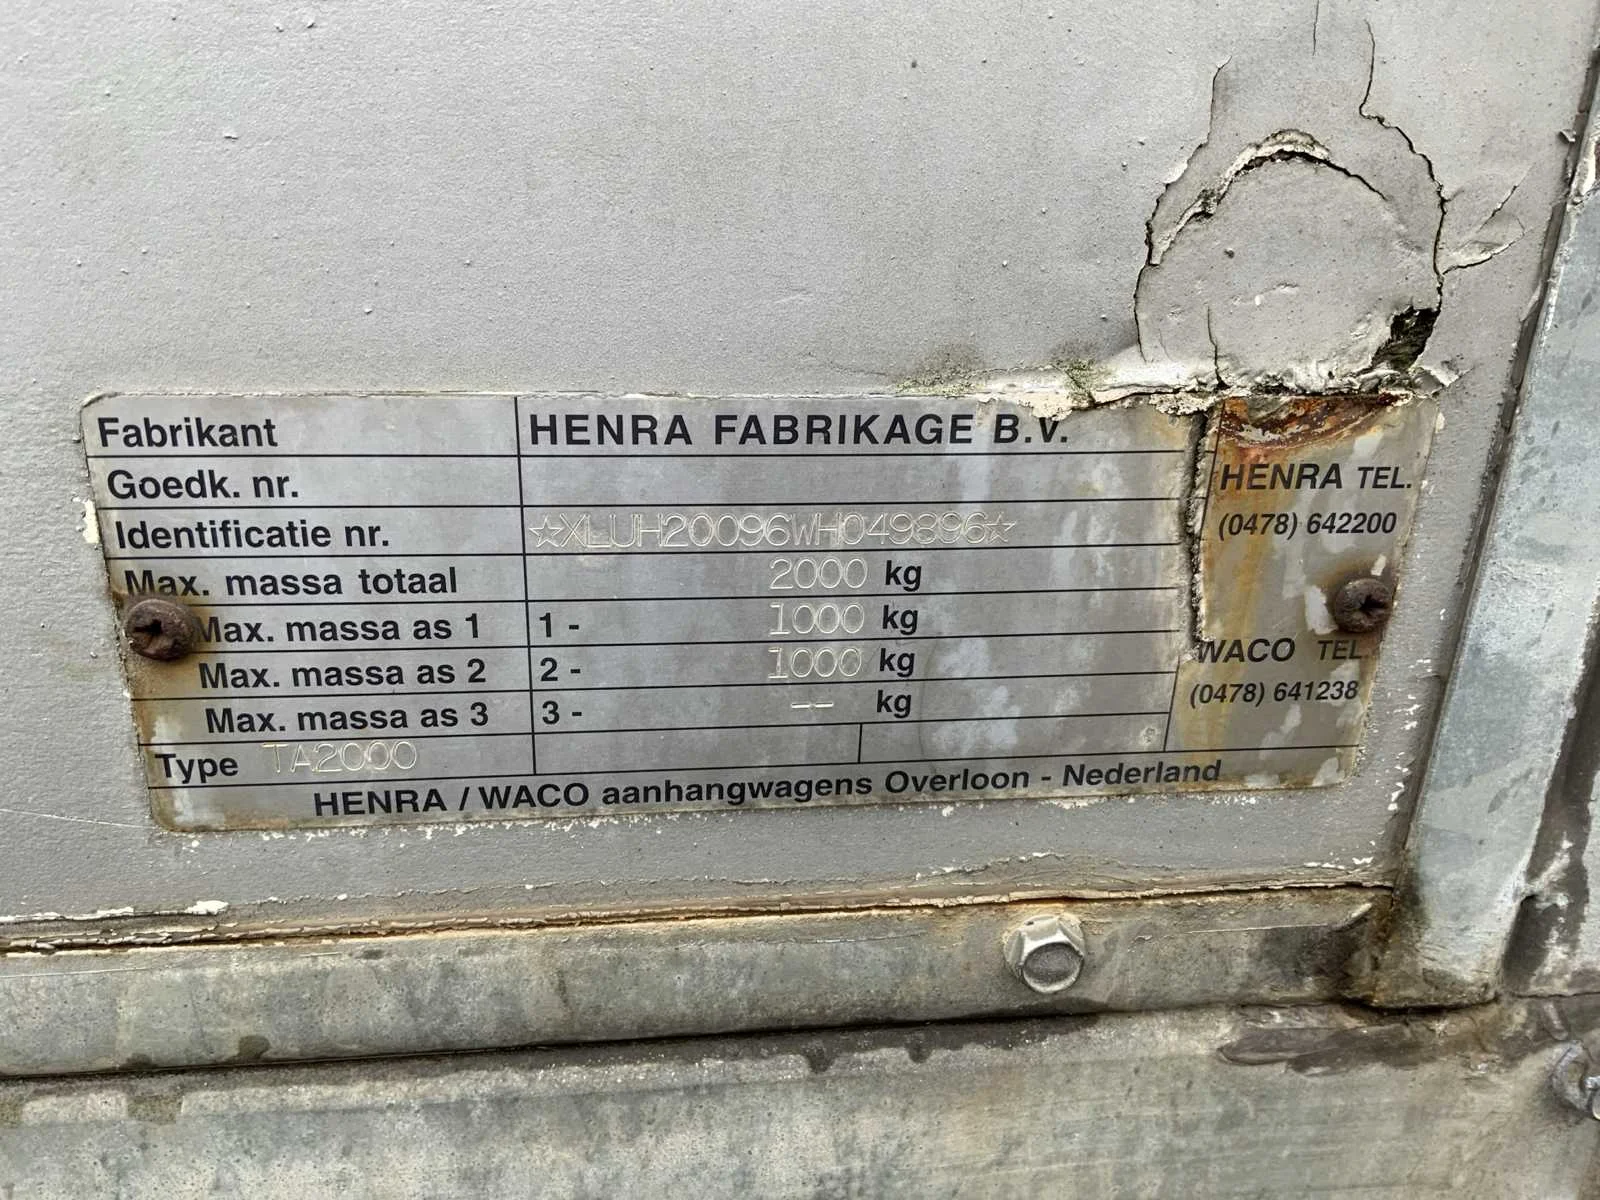 Fabrikant HENRA FABRIKAGE B.V.
Goedk. nr.
Identificatie nr. ☆XLUH20096WH049896☆
Max. massa totaal 2000 kg
Max. massa as 1 1 - 1000 kg
Max. massa as 2 2 - 1000 kg
Max. massa as 3 3 - -- kg
Type TA2000
HENRA TEL.
(0478) 642200
WACO TEL.
(0478) 641238
HENRA / WACO aanhangwagens Overloon - Nederland